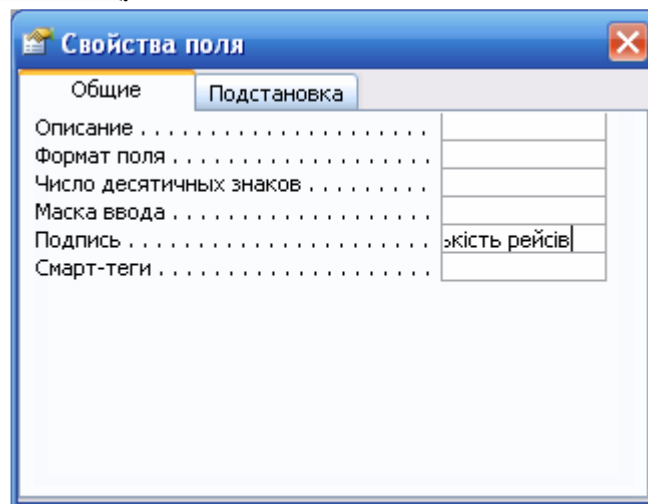 Свойства поля
Общие Подстановка
Описание . . . . . . . . . . . . . . . . . . . . .
Формат поля . . . . . . . . . . . . . . . . . . .
Число десятичных знаков . . . . . . . . .
Маска ввода . . . . . . . . . . . . . . . . . . .
Подпись . . . . . . . . . . . . . . . . . . . . . . ькість рейсів
Смарт-теги . . . . . . . . . . . . . . . . . . . .